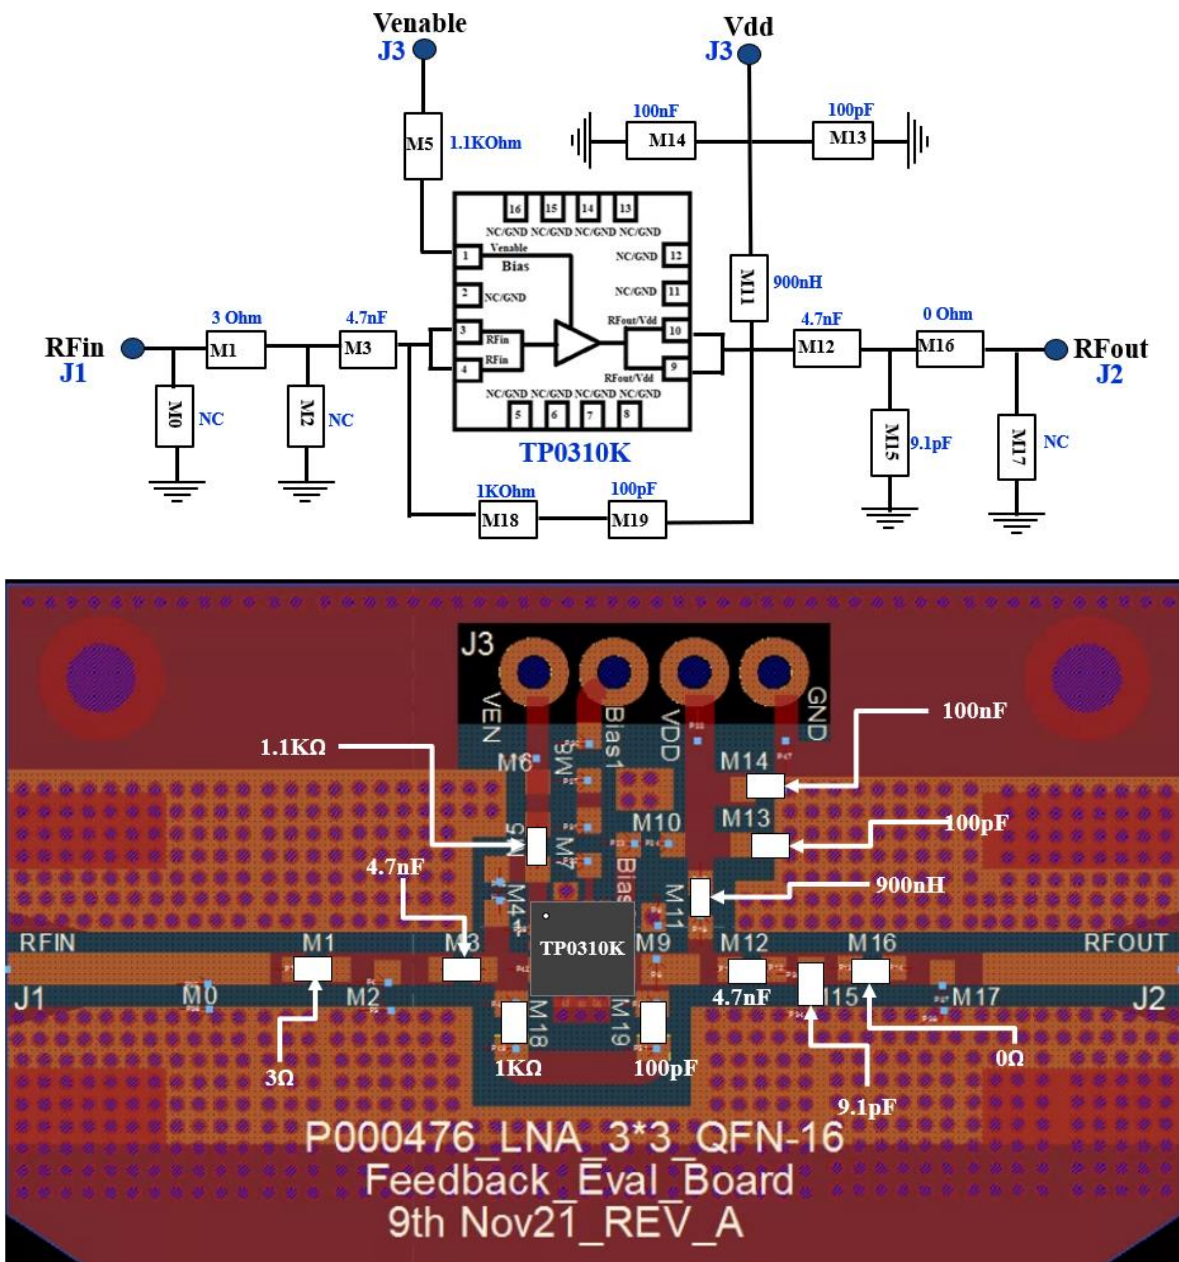 Venable
J3
Vdd
J3
100nF
M14
100pF
M13
M5
1.1KOhm
16 15 14 13
NC/GND NC/GND NC/GND NC/GND
1
Venable
Bias
NC/GND
12
2
NC/GND
NC/GND
11
M11
900nH
RFin
J1
3 Ohm
M1
4.7nF
M3
3
RFin
4
RFin
RFout/Vdd
10
RFout/Vdd
9
4.7nF
M12
0 Ohm
M16
RFout
J2
M0
NC
M2
NC
NC/GND NC/GND NC/GND NC/GND
5 6 7 8
TP0310K
M15
9.1pF
M17
NC
1KOhm
M18
100pF
M19
J3
VEN
Bias1
VDD
GND
100nF
1.1KΩ
M6
M8
M14
M13
100pF
M5
M7
M10
4.7nF
Bias
900nH
M4
M11
TP0310K
RFIN
M1
M3
M9
M12
M16
RFOUT
J1
M0
M2
4.7nF
M15
M17
J2
M18
M19
3Ω
1KΩ
100pF
0Ω
9.1pF
P000476_LNA_3*3_QFN-16
Feedback_Eval_Board
9th Nov21_REV_A